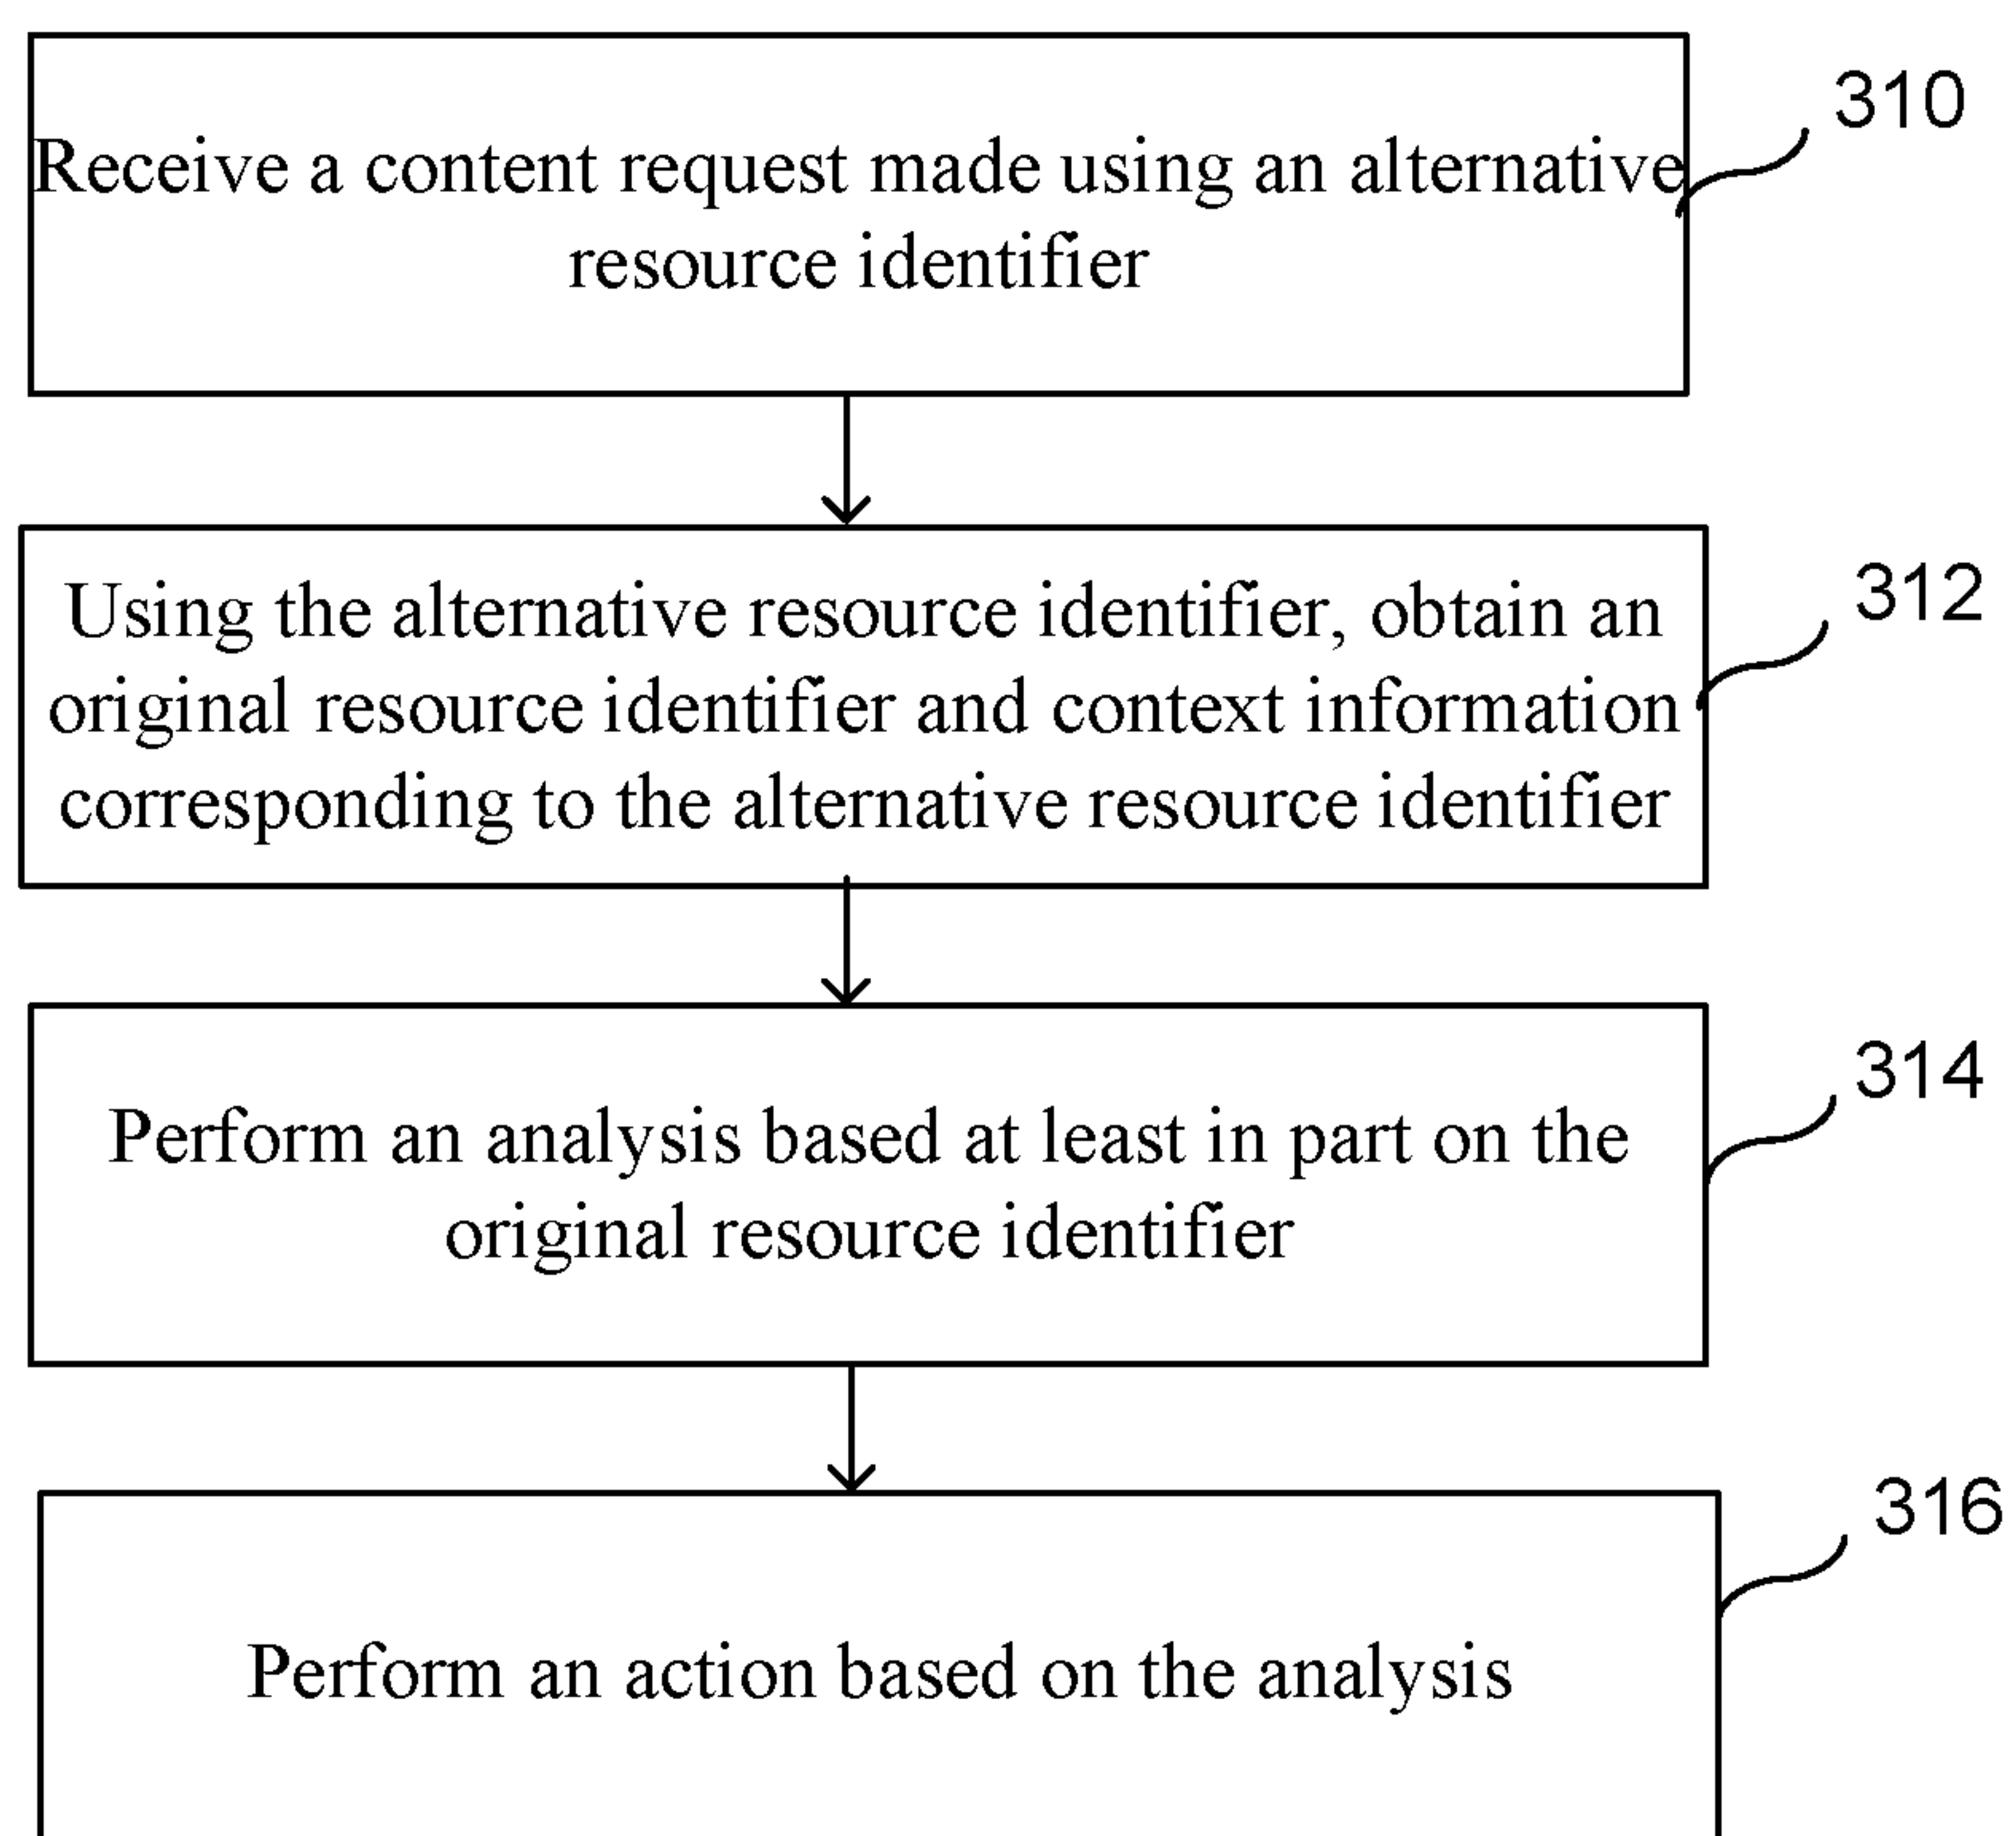 310
Receive a content request made using an alternative
resource identifier
312
Using the alternative resource identifier, obtain an
original resource identifier and context information
corresponding to the alternative resource identifier
314
Perform an analysis based at least in part on the
original resource identifier
316
Perform an action based on the analysis